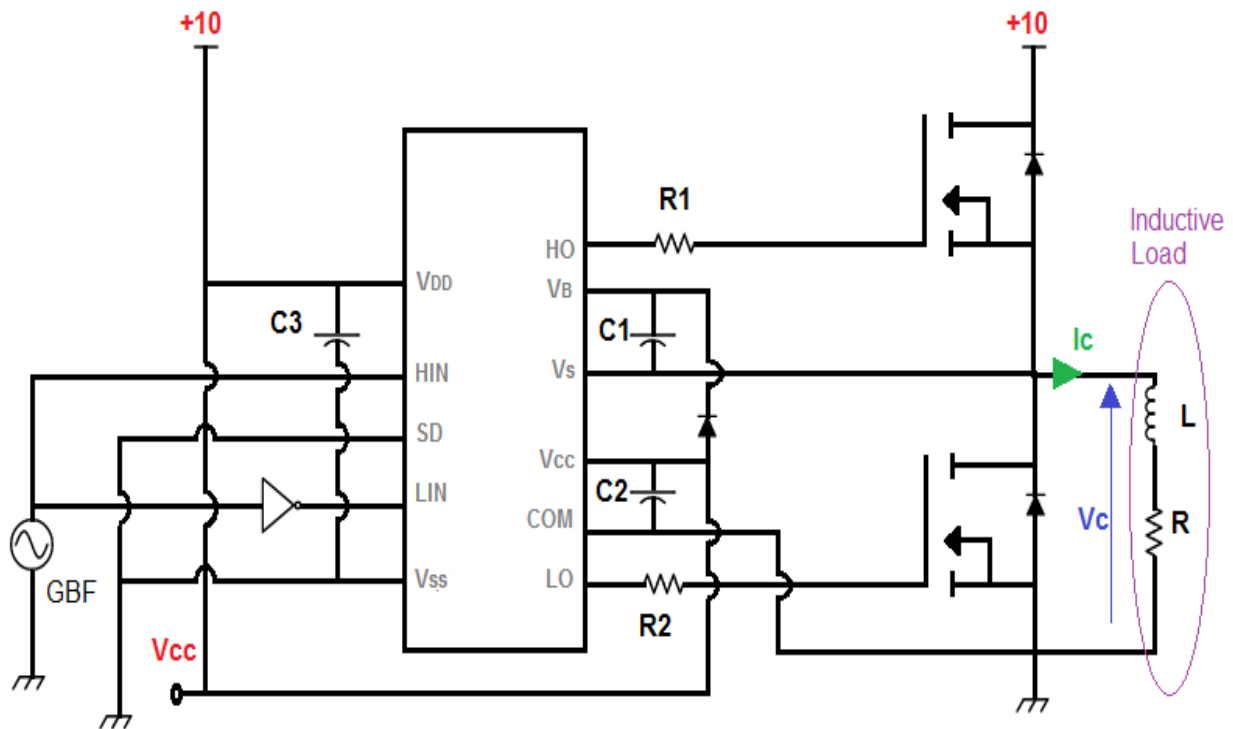 +10
+10
R1
HO
VDD
VB
C3
C1
HIN
Vs
Ic
Inductive
Load
L
SD
Vcc
LIN
C2
COM
Vc
R
GBF
Vss
LO
R2
Vcc